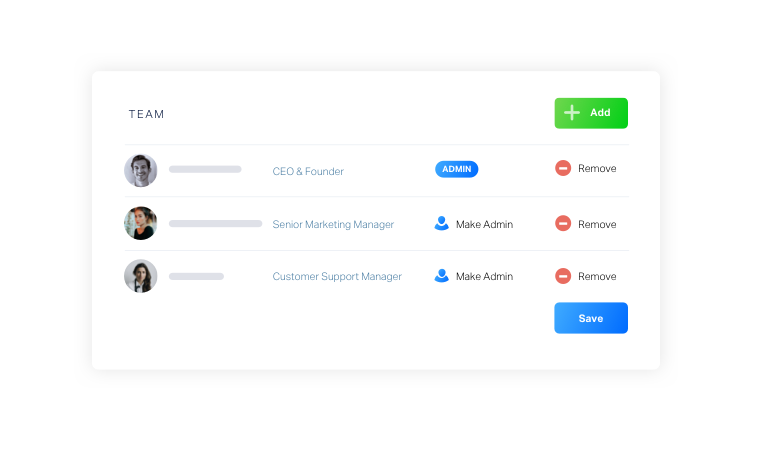 TEAM
Add
CEO & Founder ADMIN Remove
Senior Marketing Manager Make Admin Remove
Customer Support Manager Make Admin Remove
Save